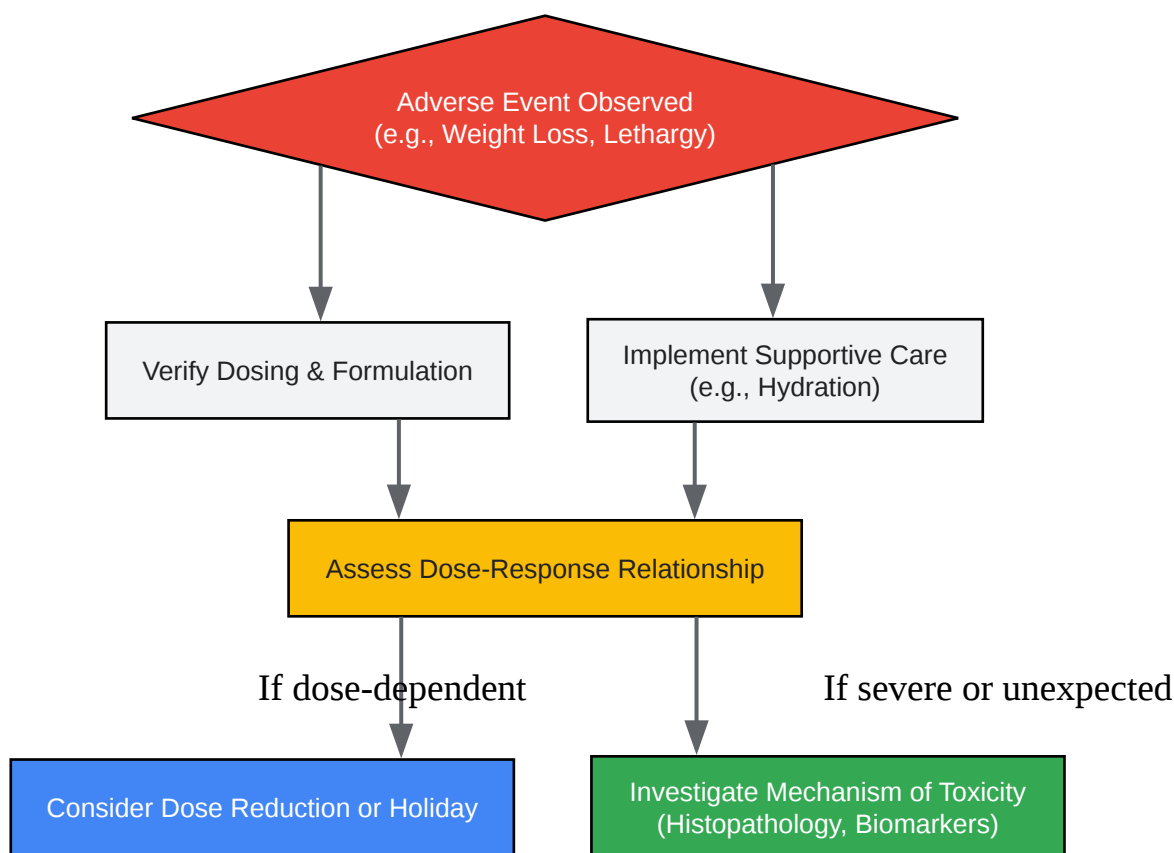 Adverse Event Observed
(e.g., Weight Loss, Lethargy)
Verify Dosing & Formulation
Implement Supportive Care
(e.g., Hydration)
Assess Dose-Response Relationship
If dose-dependent
If severe or unexpected
Consider Dose Reduction or Holiday
Investigate Mechanism of Toxicity
(Histopathology, Biomarkers)